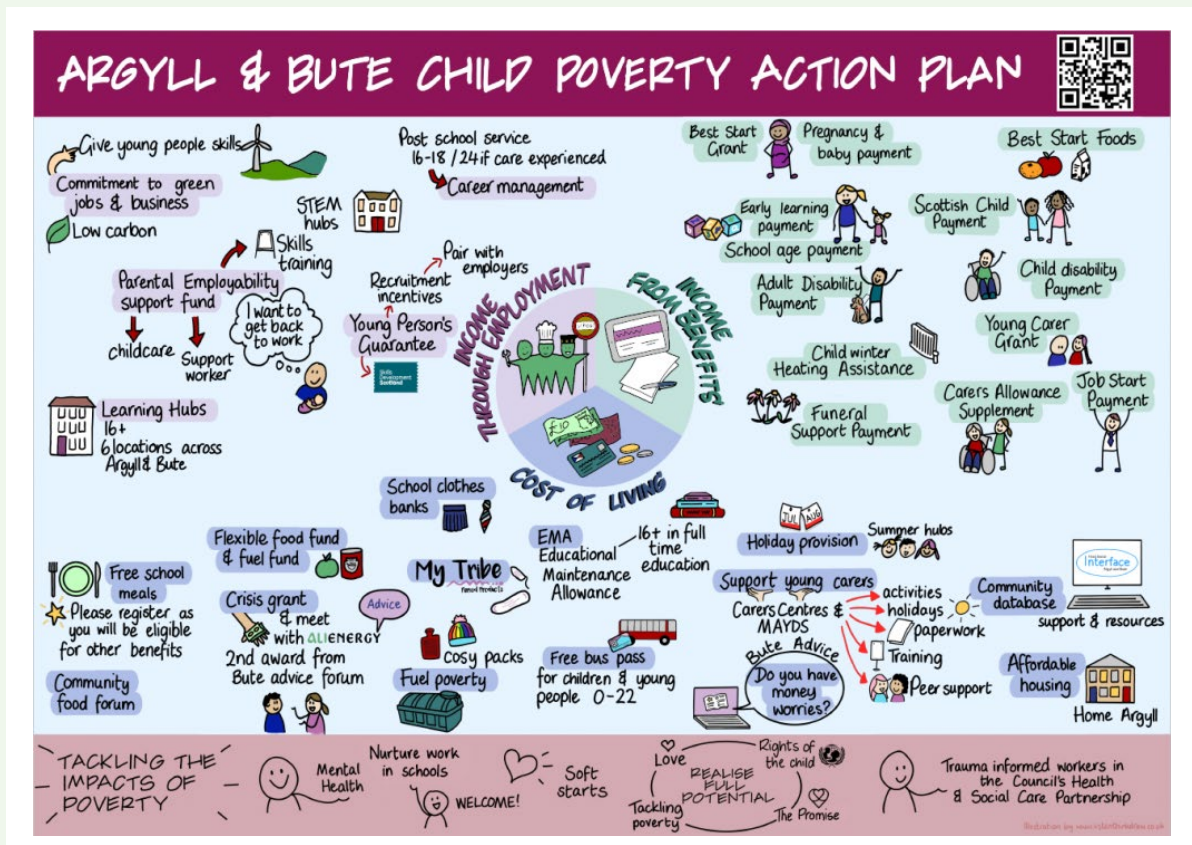 ARGYLL & BUTE CHILD POVERTY ACTION PLAN
Give young people skills
Commitment to green
jobs & business
Low carbon
Post school service
16-18 / 24 if care experienced
Career management
STEM
hubs
Skills
training
Parental Employability
support fund
childcare
Support
worker
I want to
get back
to work
Pair with
employers
Recruitment
incentives
Young Person's
Guarantee
Skills
Development
Scotland
Learning Hubs
16+
6 locations across
Argyll & Bute
INCOME
THROUGH EMPLOYMENT
INCOME
FROM BENEFITS
COST OF LIVING
£10
Best Start
Grant
Pregnancy &
baby payment
Best Start Foods
Early learning
payment
School age payment
Scottish Child
Payment
Adult Disability
Payment
Child disability
Payment
Child winter
Heating Assistance
Young Carer
Grant
Funeral
Support Payment
Carers Allowance
Supplement
Job Start
Payment
School clothes
banks
Flexible food fund
& fuel fund
Free school
meals
Please register as
you will be eligible
for other benefits
Community
food forum
Crisis grant
& meet
with ALIENERGY
2nd award from
Bute advice forum
Advice
My Tribe
Period Products
cosy packs
Fuel poverty
EMA
Educational
Maintenance
Allowance
16+ in full
time
education
Free bus pass
for children & young
people 0-22
JUL AUG
Holiday provision
Summer hubs
Support young carers
Carers Centres &
MAYDS
activities
holidays
paperwork
Training
Peer support
Bute Advice
Do you have
money
worries?
Community
database
Interface
support & resources
Affordable
housing
Home Argyll
TACKLING THE
IMPACTS OF
POVERTY
Mental
Health
Nurture work
in schools
WELCOME!
Soft
starts
Love
Rights of
the child
REALISE
FULL
POTENTIAL
Tackling
poverty
The Promise
Trauma informed workers in
the Council's Health
& Social Care Partnership